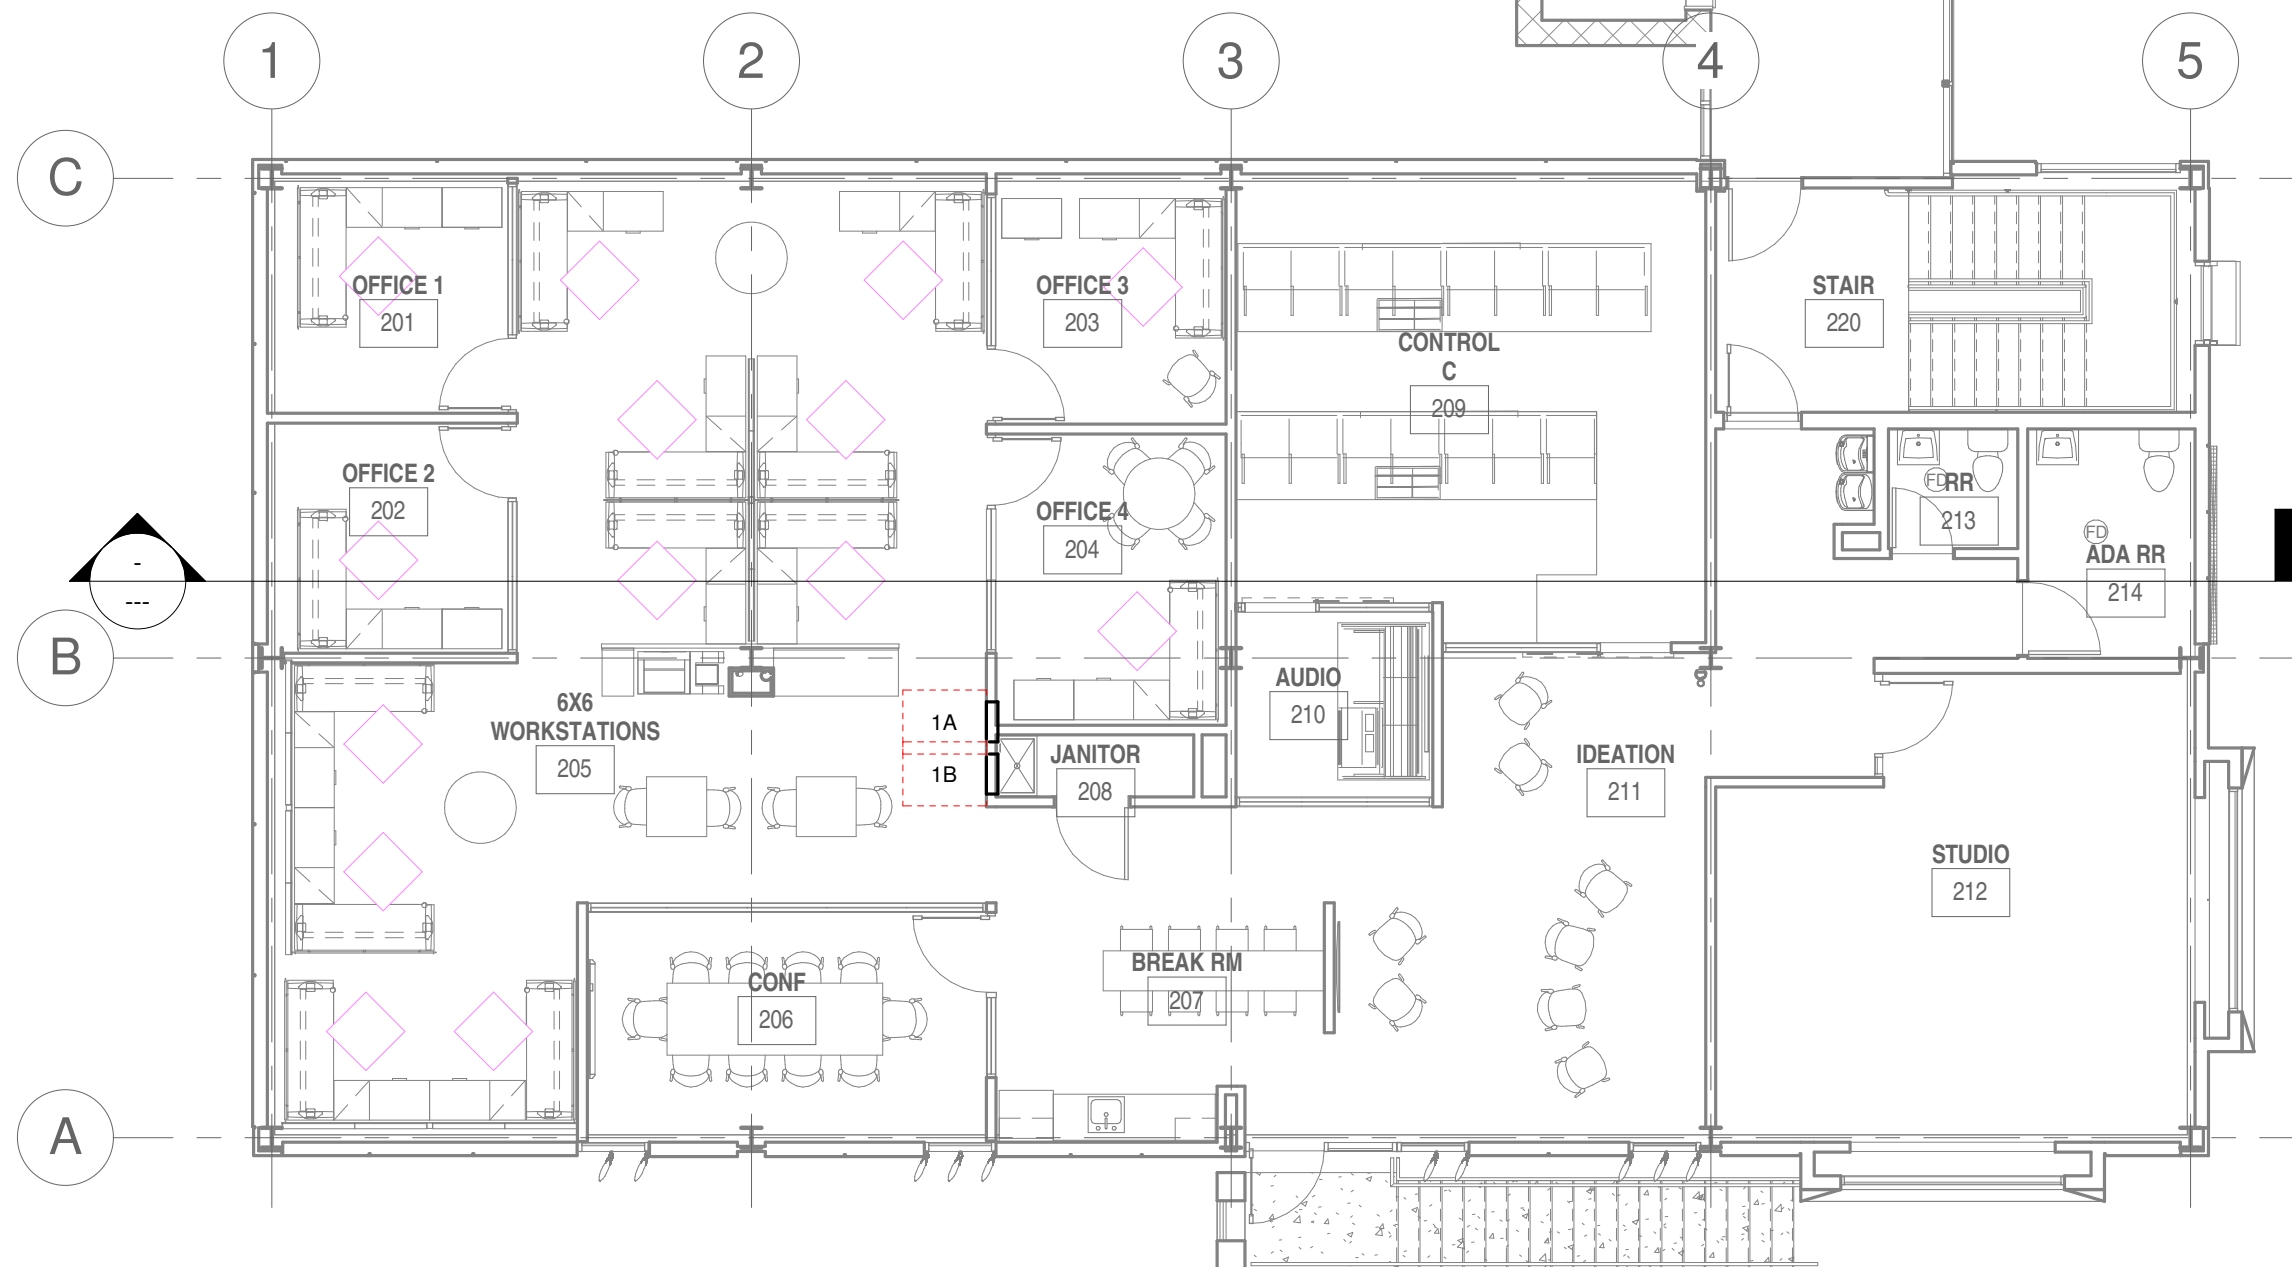 1
2
3
4
5
C
OFFICE 1
201
OFFICE 3
203
STAIR
220
CONTROL
C
209
OFFICE 2
202
OFFICE 4
204
FD
RR
213
FD
ADA RR
214
-
---
B
6X6
WORKSTATIONS
205
1A
1B
JANITOR
208
AUDIO
210
IDEATION
211
STUDIO
212
CONF
206
BREAK RM
207
A